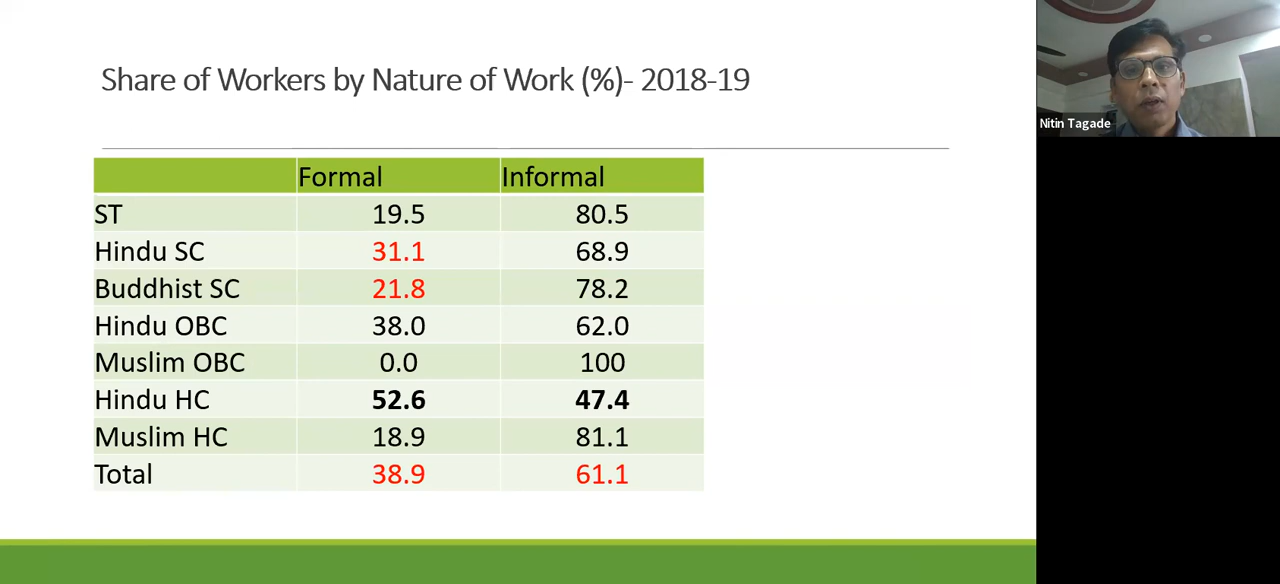 Share of Workers by Nature of Work (%)- 2018-19
Nitin Tagade
Formal Informal
ST 19.5 80.5
Hindu SC 31.1 68.9
Buddhist SC 21.8 78.2
Hindu OBC 38.0 62.0
Muslim OBC 0.0 100
Hindu HC 52.6 47.4
Muslim HC 18.9 81.1
Total 38.9 61.1